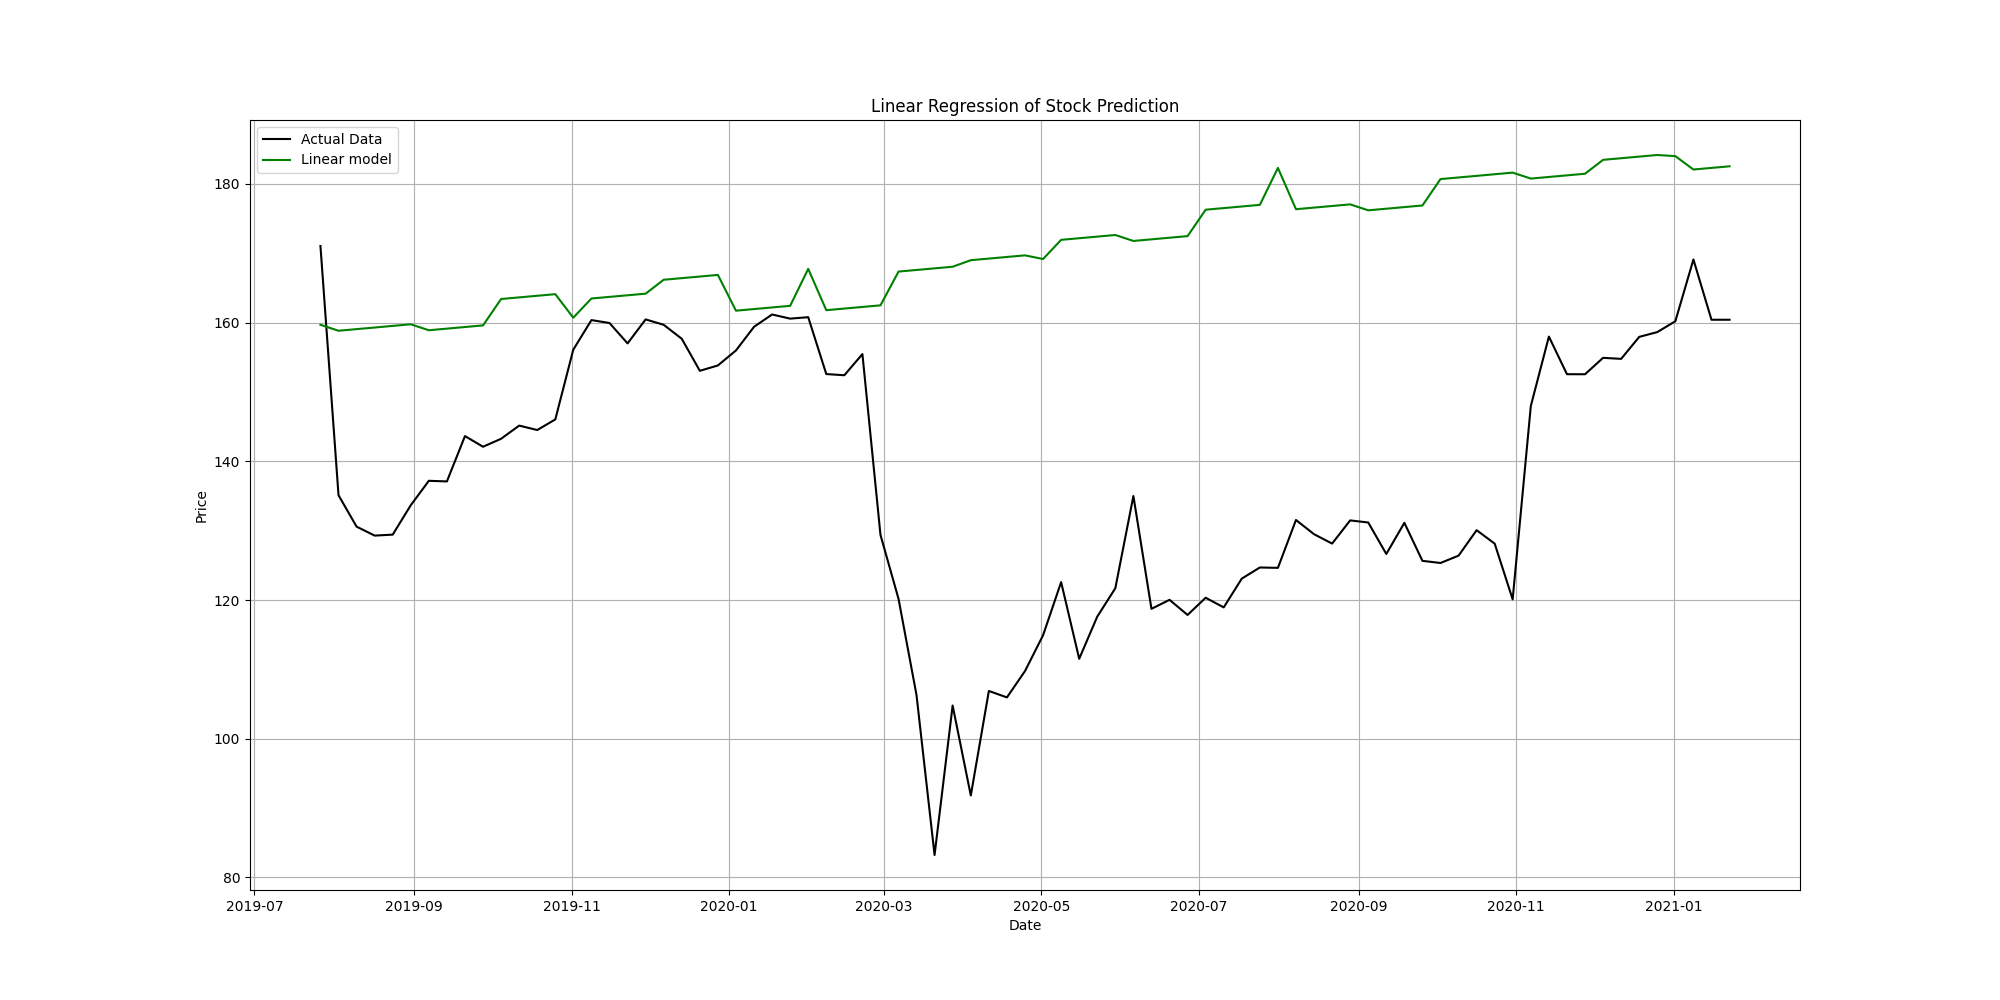 Linear Regression of Stock Prediction
Actual Data
Linear model
180
160
140
120
100
80
Price
2019-07 2019-09 2019-11 2020-01 2020-03 2020-05 2020-07 2020-09 2020-11 2021-01
Date